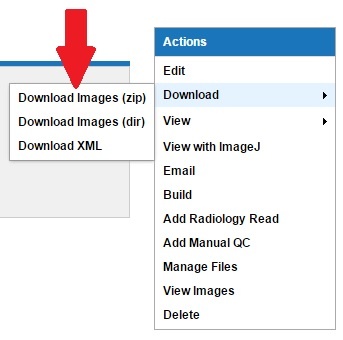 Actions
Edit
Download
Download Images (zip)
Download Images (dir)
Download XML
View
View with ImageJ
Email
Build
Add Radiology Read
Add Manual QC
Manage Files
View Images
Delete